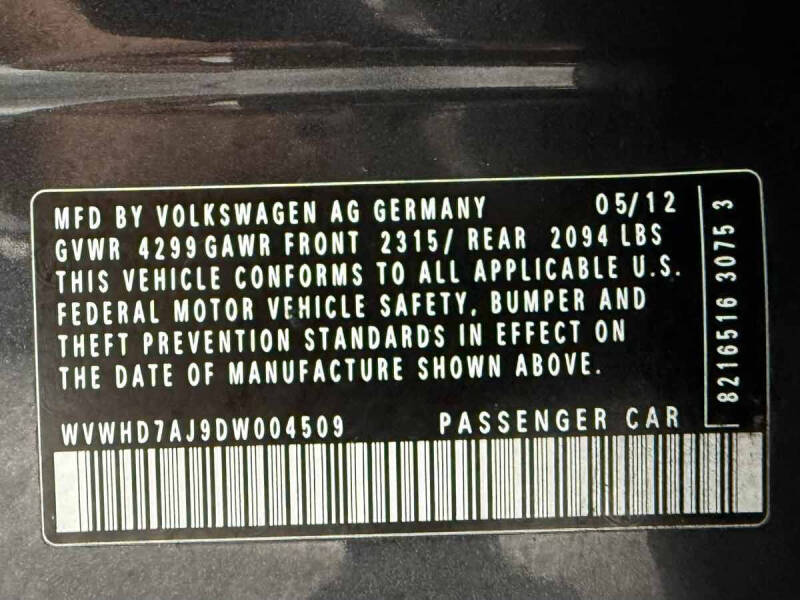 MFD BY VOLKSWAGEN AG GERMANY 05/12
GVWR 4299 GAWR FRONT 2315/ REAR 2094 LBS
THIS VEHICLE CONFORMS TO ALL APPLICABLE U.S.
FEDERAL MOTOR VEHICLE SAFETY, BUMPER AND
THEFT PREVENTION STANDARDS IN EFFECT ON
THE DATE OF MANUFACTURE SHOWN ABOVE.
WVWHD7AJ9DW004509 PASSENGER CAR
8216516 3075 3